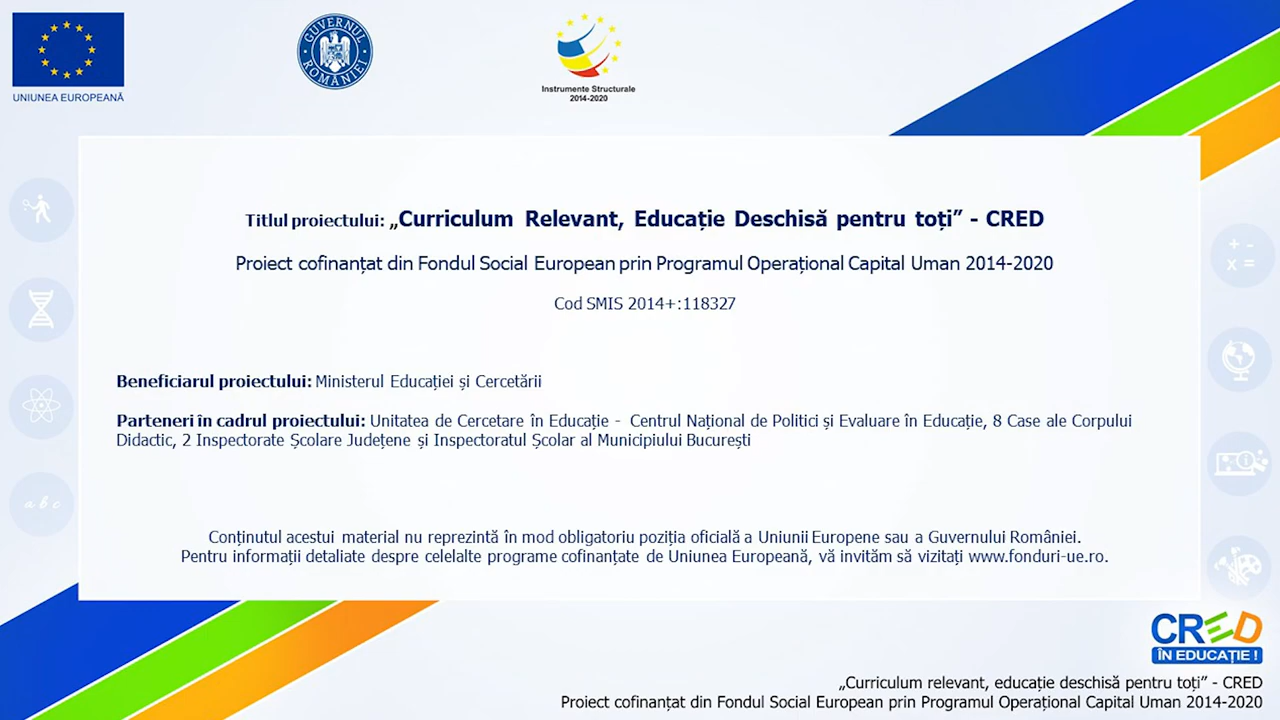 UNIUNEA EUROPEANĂ
GUVERNUL ROMÂNIEI
Instrumente Structurale
2014-2020
Titlul proiectului: „Curriculum Relevant, Educație Deschisă pentru toți” - CRED
Proiect cofinanțat din Fondul Social European prin Programul Operațional Capital Uman 2014-2020
Cod SMIS 2014+:118327
Beneficiarul proiectului: Ministerul Educației și Cercetării
Parteneri în cadrul proiectului: Unitatea de Cercetare în Educație - Centrul Național de Politici și Evaluare în Educație, 8 Case ale Corpului
Didactic, 2 Inspectorate Școlare Județene și Inspectoratul Școlar al Municipiului București
a b c
Conținutul acestui material nu reprezintă în mod obligatoriu poziția oficială a Uniunii Europene sau a Guvernului României.
Pentru informații detaliate despre celelalte programe cofinanțate de Uniunea Europeană, vă invităm să vizitați www.fonduri-ue.ro.
CRED
ÎN EDUCAȚIE !
„Curriculum relevant, educație deschisă pentru toți” - CRED
Proiect cofinanțat din Fondul Social European prin Programul Operațional Capital Uman 2014-2020